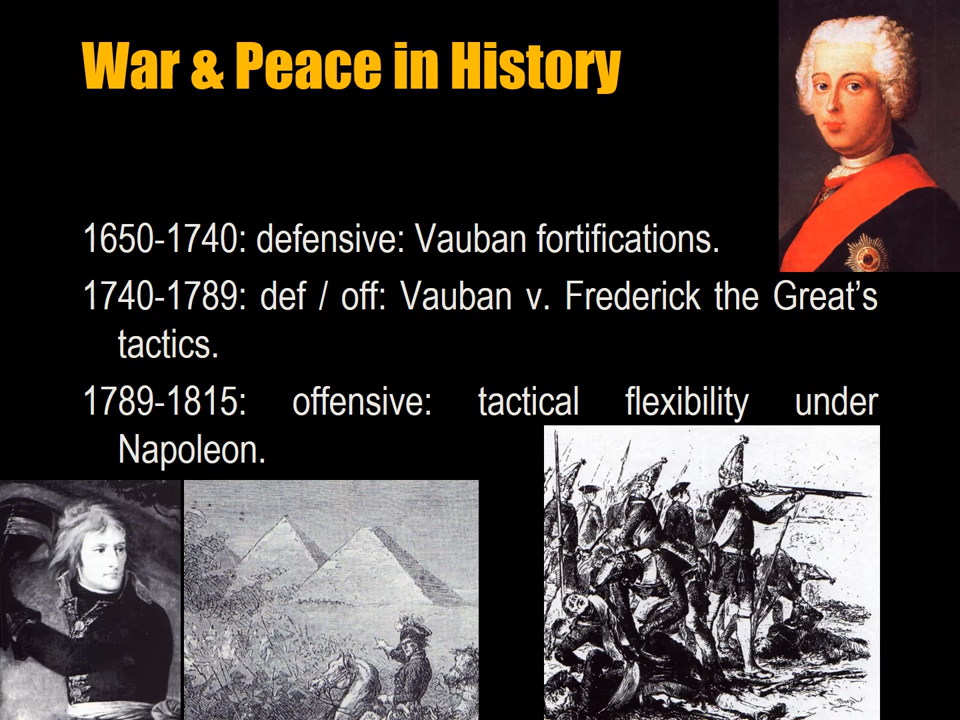 War & Peace in History
1650-1740: defensive: Vauban fortifications.
1740-1789: def / off: Vauban v. Frederick the Great’s
tactics.
1789-1815: offensive: tactical flexibility under
Napoleon.